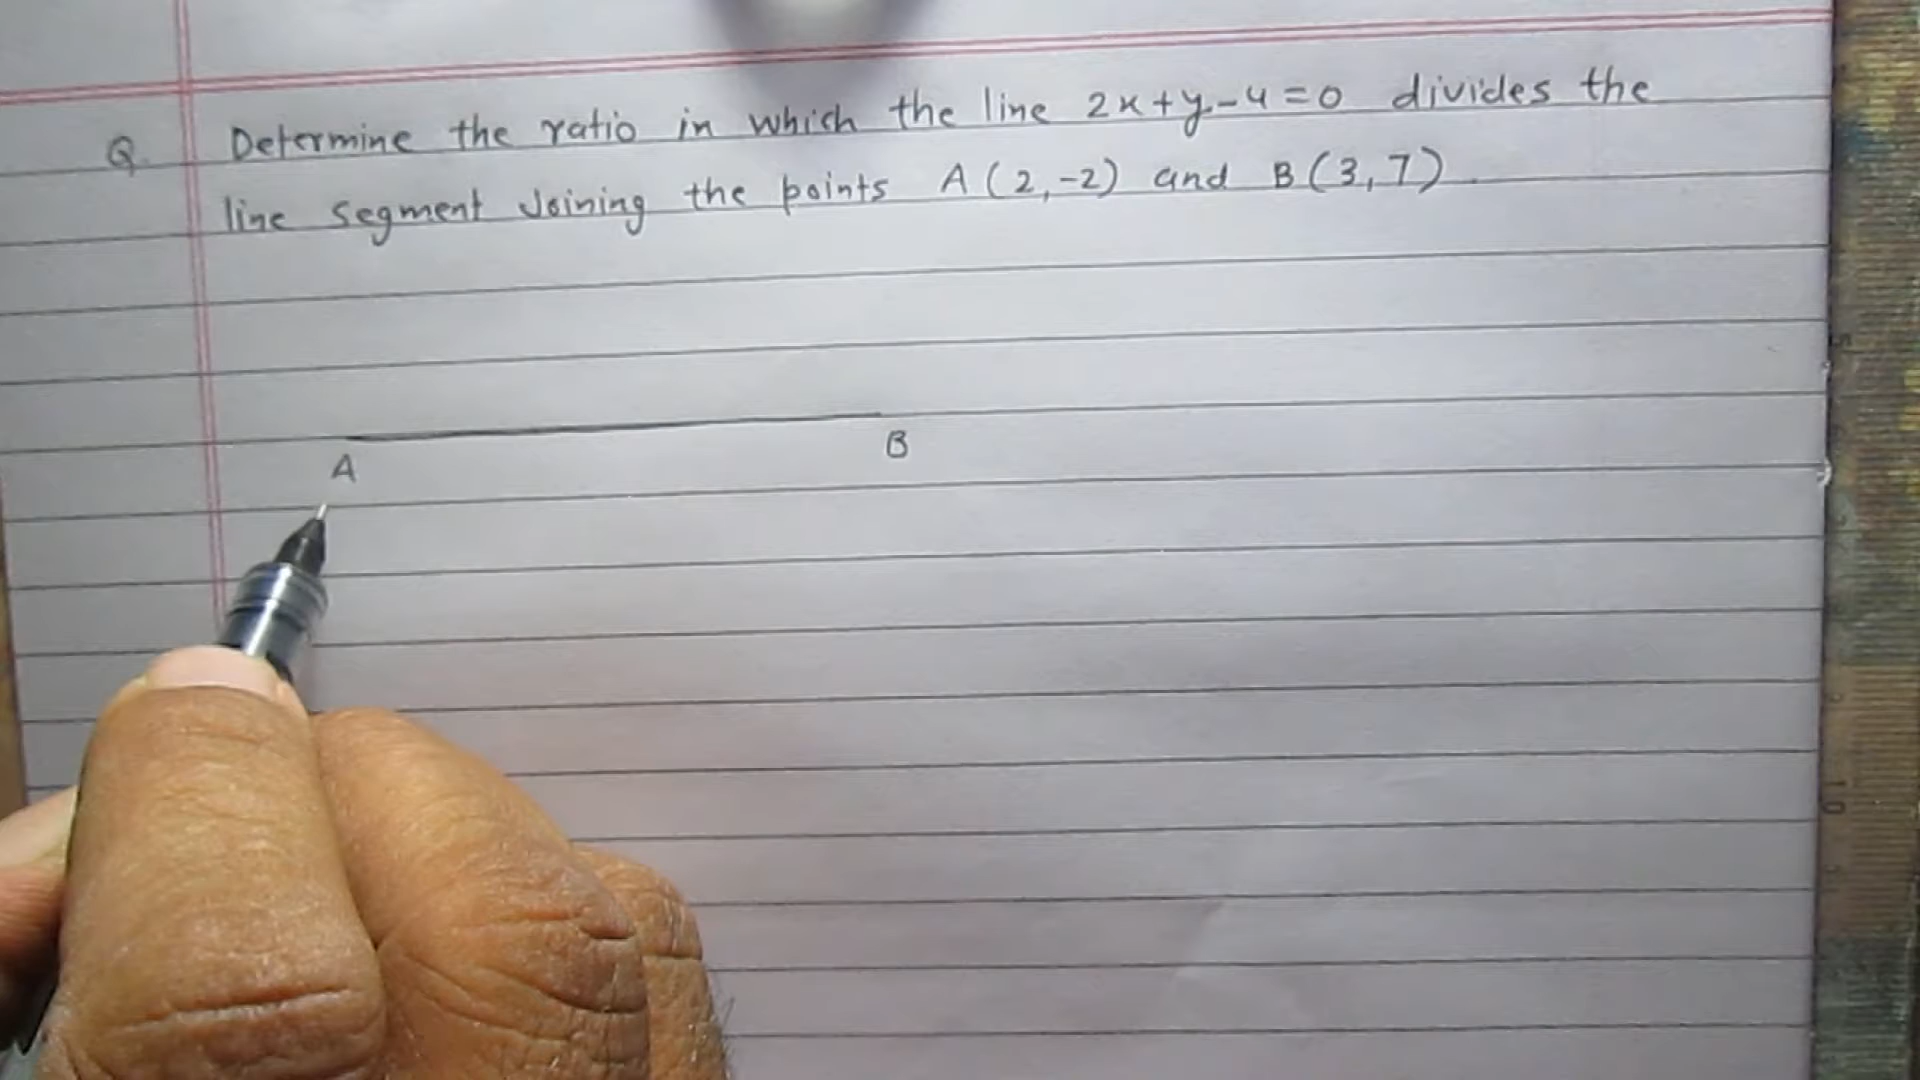 Q. Determine the ratio in which the line 2x+y-4=0 divides the
line segment Joining the points A(2,-2) and B(3,7).
A B
10